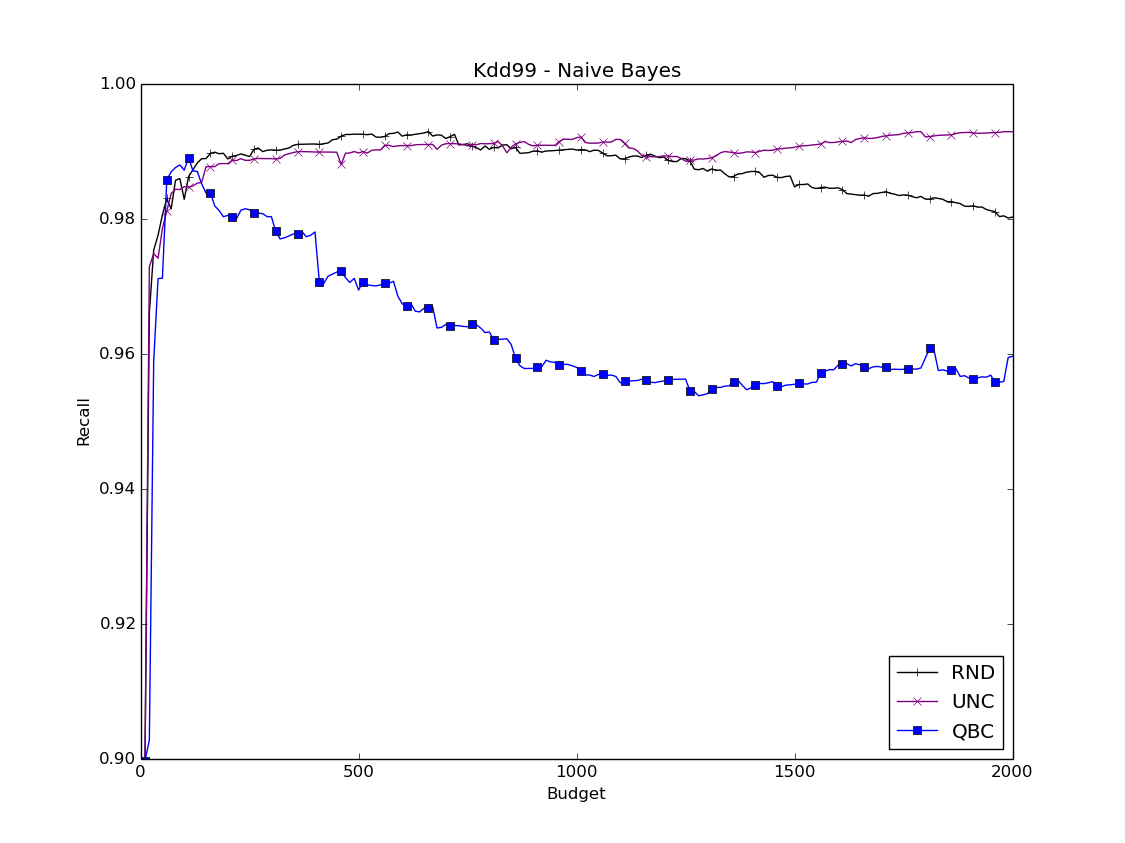 Kdd99 - Naive Bayes
1.00
0.98
0.96
0.94
0.92
0.90
Recall
0 500 1000 1500 2000
Budget
RND
UNC
QBC